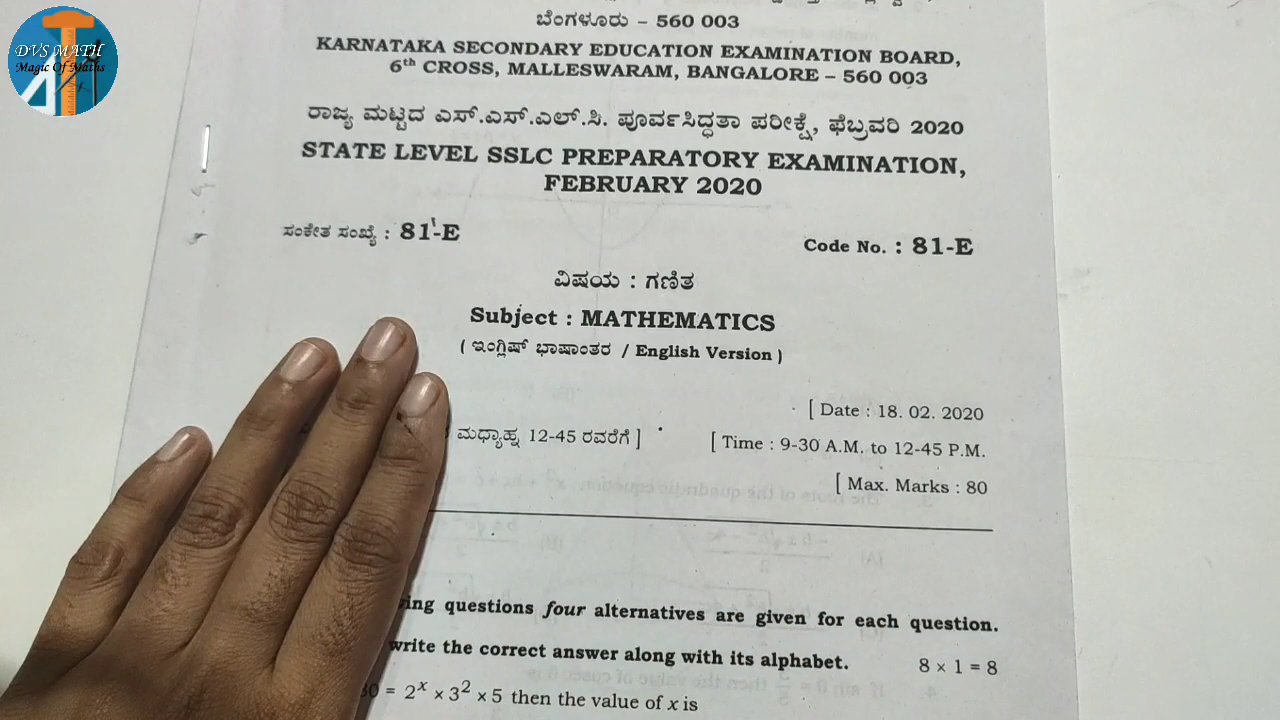 DVS MATH
Magic Of Maths
ಬೆಂಗಳೂರು – 560 003
KARNATAKA SECONDARY EDUCATION EXAMINATION BOARD,
6th CROSS, MALLESWARAM, BANGALORE – 560 003
ರಾಜ್ಯ ಮಟ್ಟದ ಎಸ್.ಎಸ್.ಎಲ್.ಸಿ. ಪೂರ್ವಸಿದ್ಧತಾ ಪರೀಕ್ಷೆ, ಫೆಬ್ರವರಿ 2020
STATE LEVEL SSLC PREPARATORY EXAMINATION,
FEBRUARY 2020
ಸಂಕೇತ ಸಂಖ್ಯೆ : 81-E
Code No. : 81-E
ವಿಷಯ : ಗಣಿತ
Subject : MATHEMATICS
( ಇಂಗ್ಲಿಷ್ ಭಾಷಾಂತರ / English Version )
[ Date : 18. 02. 2020
ಮಧ್ಯಾಹ್ನ 12-45 ರವರೆಗೆ ]
[ Time : 9-30 A.M. to 12-45 P.M.
[ Max. Marks : 80
questions four alternatives are given for each question.
write the correct answer along with its alphabet. 8 × 1 = 8
= 2^x × 3^2 × 5 then the value of x is